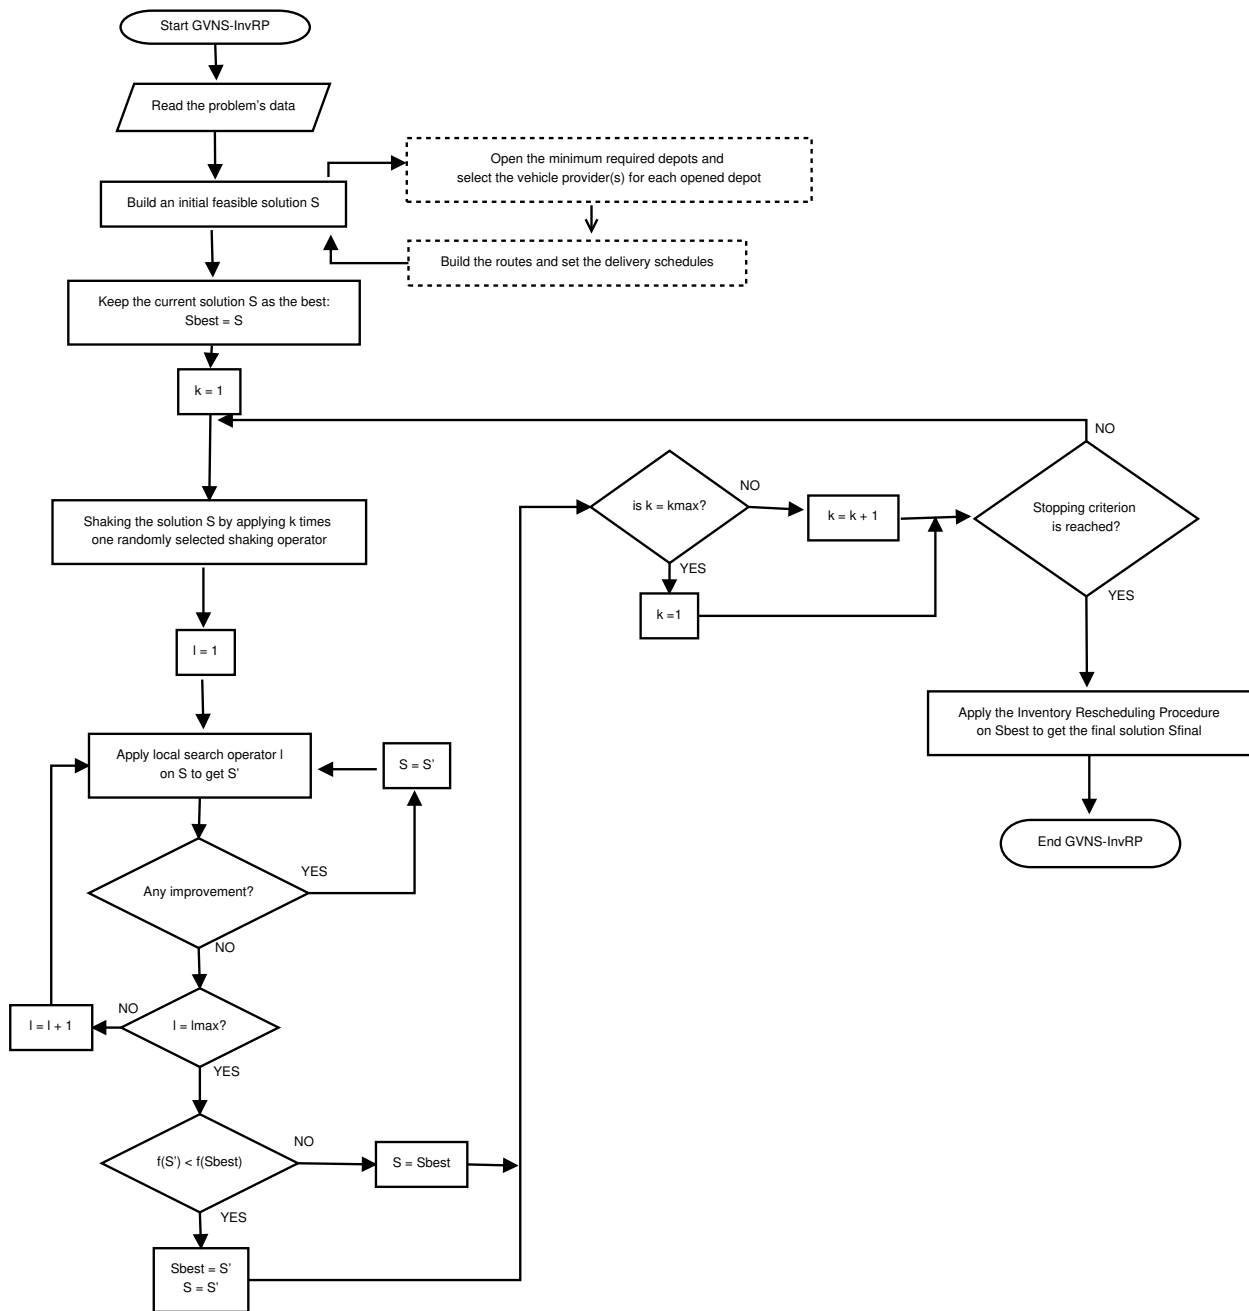 Start GVNS-InvRP
Read the problem's data
Open the minimum required depots and
select the vehicle provider(s) for each opened depot
Build an initial feasible solution S
Build the routes and set the delivery schedules
Keep the current solution S as the best:
Sbest = S
k = 1
NO
is k = kmax?
NO
k = k + 1
Stopping criterion
is reached?
Shaking the solution S by applying k times
one randomly selected shaking operator
YES
YES
k =1
l = 1
Apply the Inventory Rescheduling Procedure
on Sbest to get the final solution Sfinal
Apply local search operator l
on S to get S'
S = S'
End GVNS-InvRP
Any improvement?
YES
NO
NO
l = l + 1
l = lmax?
YES
NO
f(S') < f(Sbest)
S = Sbest
YES
Sbest = S'
S = S'